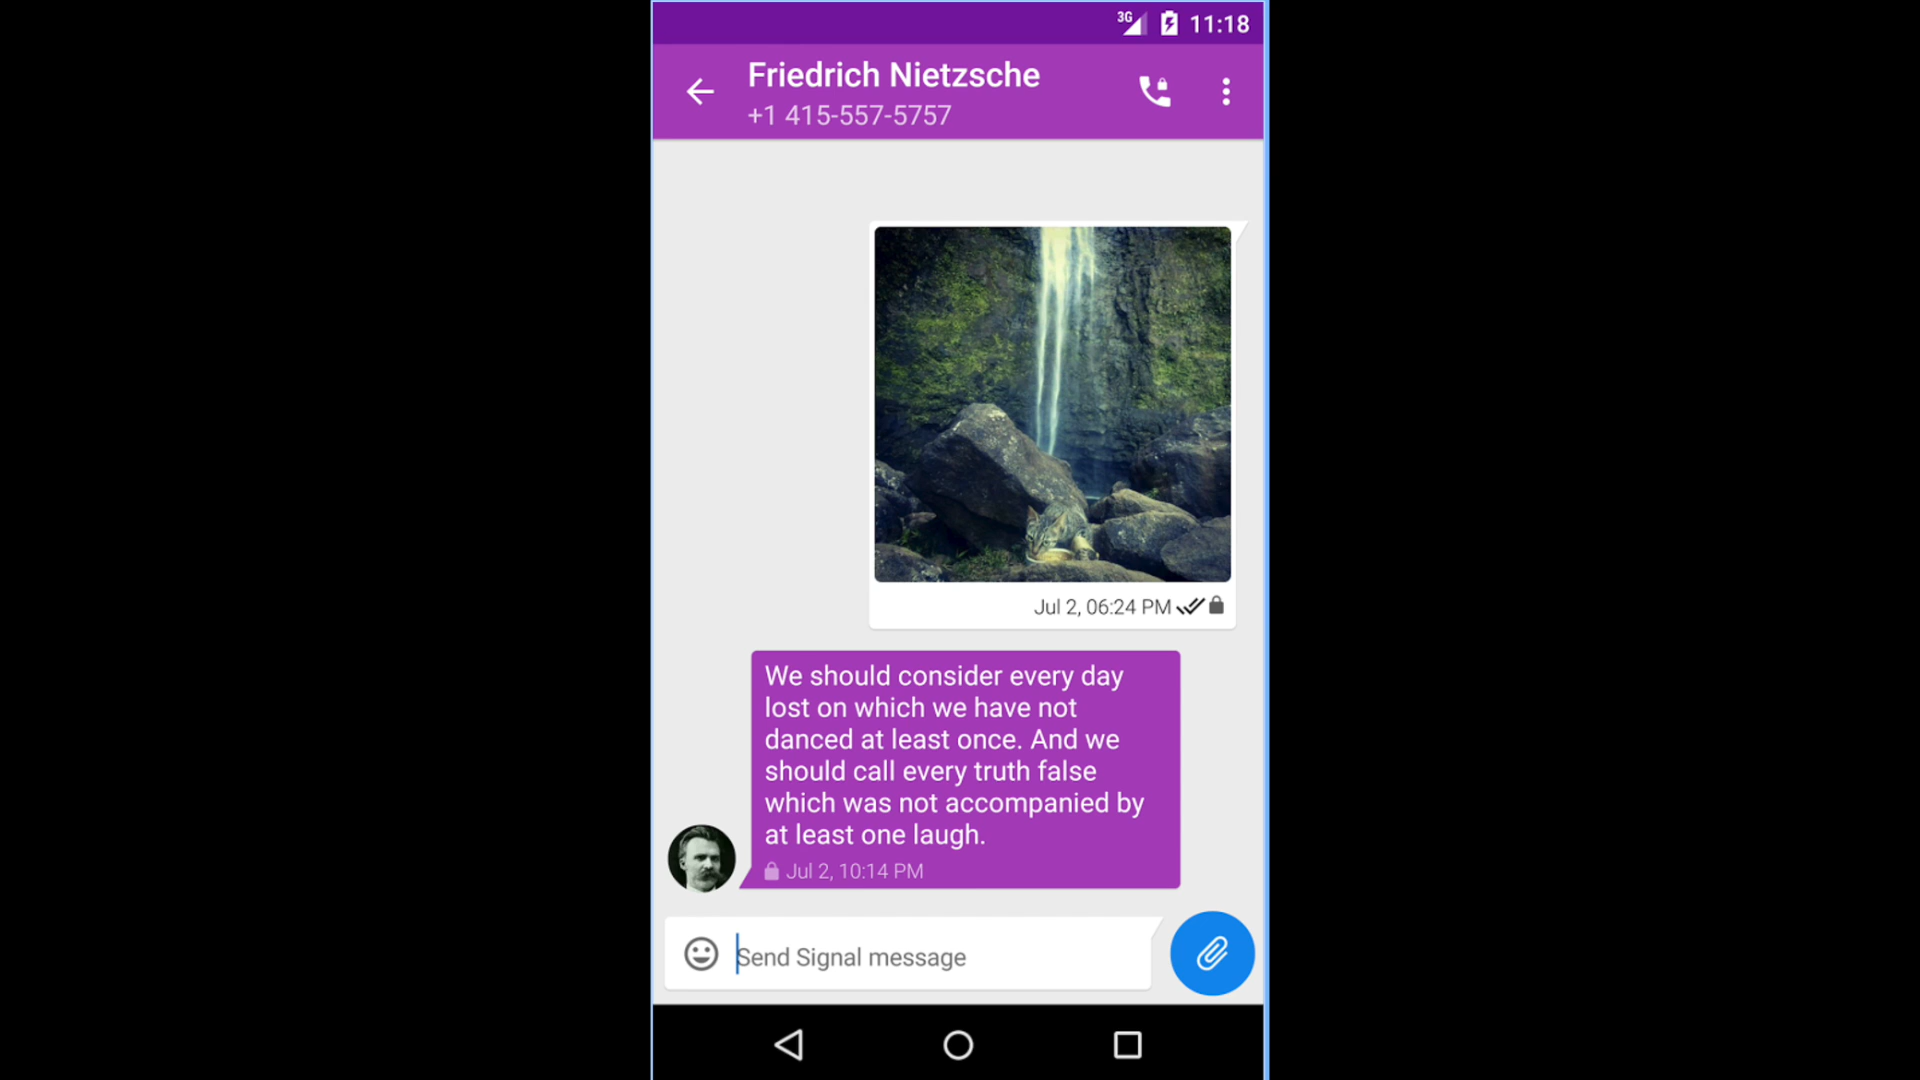 3G 11:18
Friedrich Nietzsche
+1 415-557-5757
Jul 2, 06:24 PM
We should consider every day
lost on which we have not
danced at least once. And we
should call every truth false
which was not accompanied by
at least one laugh.
Jul 2, 10:14 PM
Send Signal message